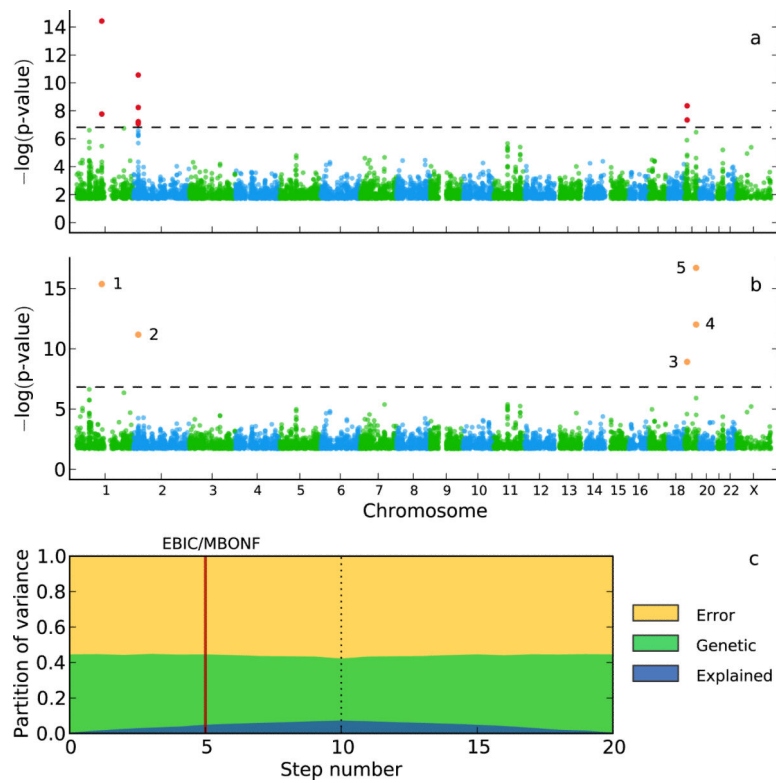 a
−log(p-value)
14
12
10
8
6
4
2
0
b
−log(p-value)
15
10
5
0
1
2
5
4
3
1 2 3 4 5 6 7 8 9 10 11 12 13 14 15 16 18 20 22 X
Chromosome
EBIC/MBONF
c
Partition of variance
1.0
0.8
0.6
0.4
0.2
0.0
0 5 10 15 20
Step number
Error
Genetic
Explained